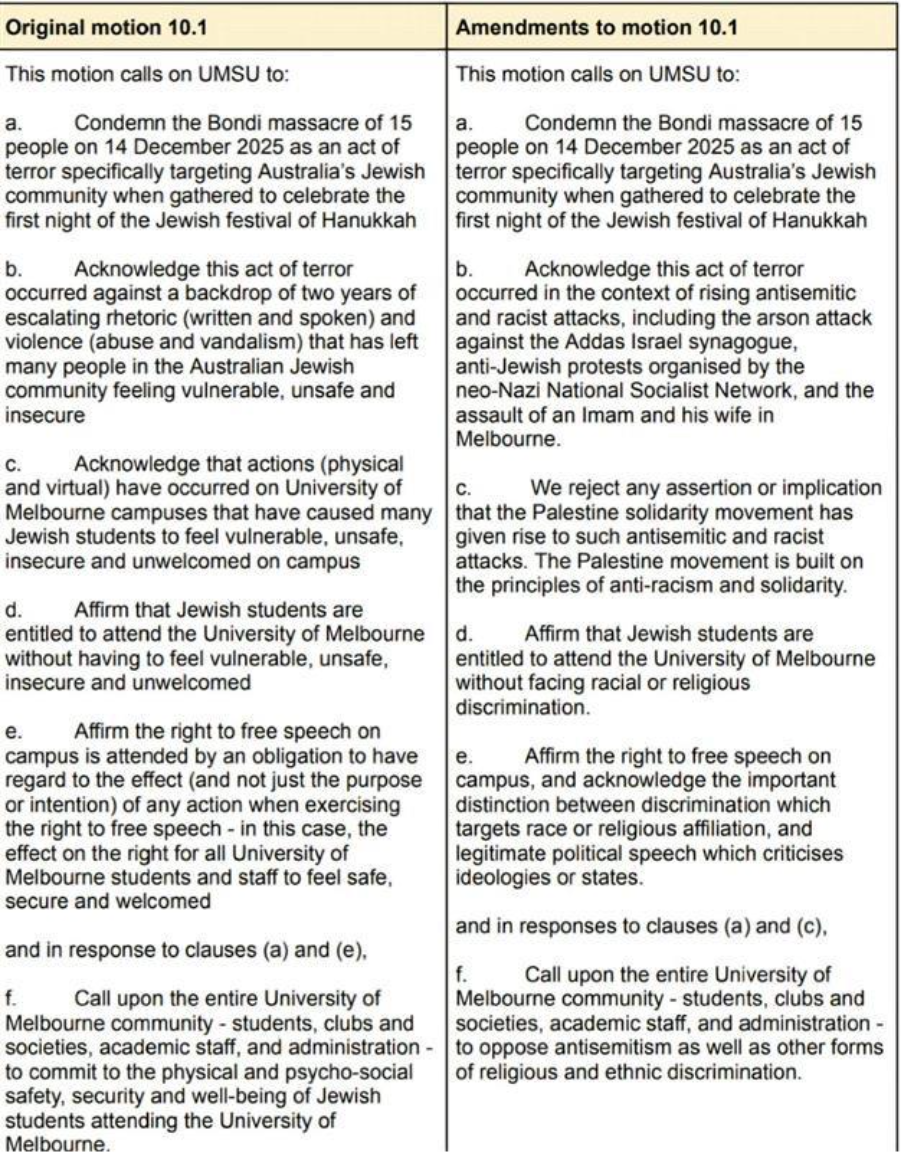 Original motion 10.1
This motion calls on UMSU to:
a. Condemn the Bondi massacre of 15
people on 14 December 2025 as an act of
terror specifically targeting Australia's Jewish
community when gathered to celebrate the
first night of the Jewish festival of Hanukkah
b. Acknowledge this act of terror
occurred against a backdrop of two years of
escalating rhetoric (written and spoken) and
violence (abuse and vandalism) that has left
many people in the Australian Jewish
community feeling vulnerable, unsafe and
insecure
c. Acknowledge that actions (physical
and virtual) have occurred on University of
Melbourne campuses that have caused many
Jewish students to feel vulnerable, unsafe,
insecure and unwelcomed on campus
d. Affirm that Jewish students are
entitled to attend the University of Melbourne
without having to feel vulnerable, unsafe,
insecure and unwelcomed
e. Affirm the right to free speech on
campus is attended by an obligation to have
regard to the effect (and not just the purpose
or intention) of any action when exercising
the right to free speech - in this case, the
effect on the right for all University of
Melbourne students and staff to feel safe,
secure and welcomed
and in response to clauses (a) and (e),
f. Call upon the entire University of
Melbourne community - students, clubs and
societies, academic staff, and administration -
to commit to the physical and psycho-social
safety, security and well-being of Jewish
students attending the University of
Melbourne.
Amendments to motion 10.1
This motion calls on UMSU to:
a. Condemn the Bondi massacre of 15
people on 14 December 2025 as an act of
terror specifically targeting Australia's Jewish
community when gathered to celebrate the
first night of the Jewish festival of Hanukkah
b. Acknowledge this act of terror
occurred in the context of rising antisemitic
and racist attacks, including the arson attack
against the Addas Israel synagogue,
anti-Jewish protests organised by the
neo-Nazi National Socialist Network, and the
assault of an Imam and his wife in
Melbourne.
c. We reject any assertion or implication
that the Palestine solidarity movement has
given rise to such antisemitic and racist
attacks. The Palestine movement is built on
the principles of anti-racism and solidarity.
d. Affirm that Jewish students are
entitled to attend the University of Melbourne
without facing racial or religious
discrimination.
e. Affirm the right to free speech on
campus, and acknowledge the important
distinction between discrimination which
targets race or religious affiliation, and
legitimate political speech which criticises
ideologies or states.
and in responses to clauses (a) and (c),
f. Call upon the entire University of
Melbourne community - students, clubs and
societies, academic staff, and administration -
to oppose antisemitism as well as other forms
of religious and ethnic discrimination.